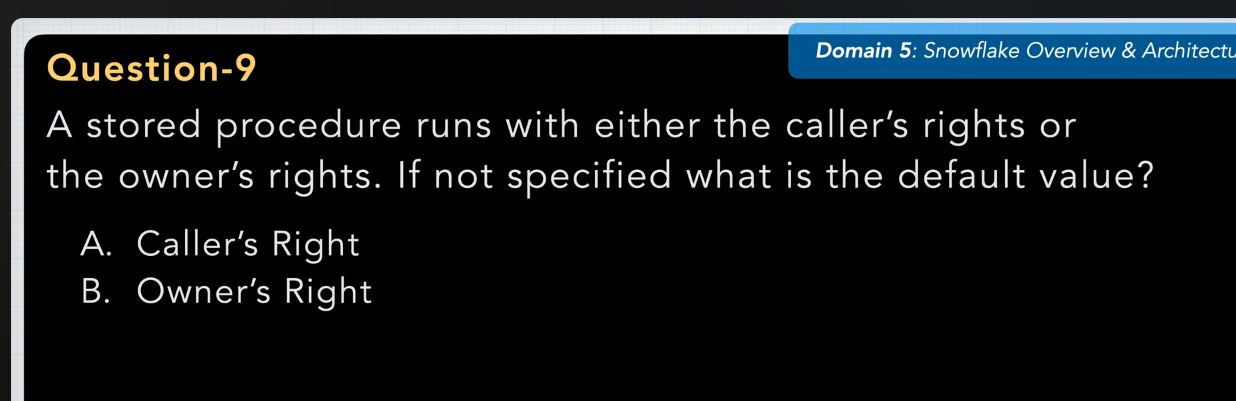 Domain 5: Snowflake Overview & Architectu
Question-9
A stored procedure runs with either the caller’s rights or
the owner’s rights. If not specified what is the default value?
A. Caller’s Right
B. Owner’s Right